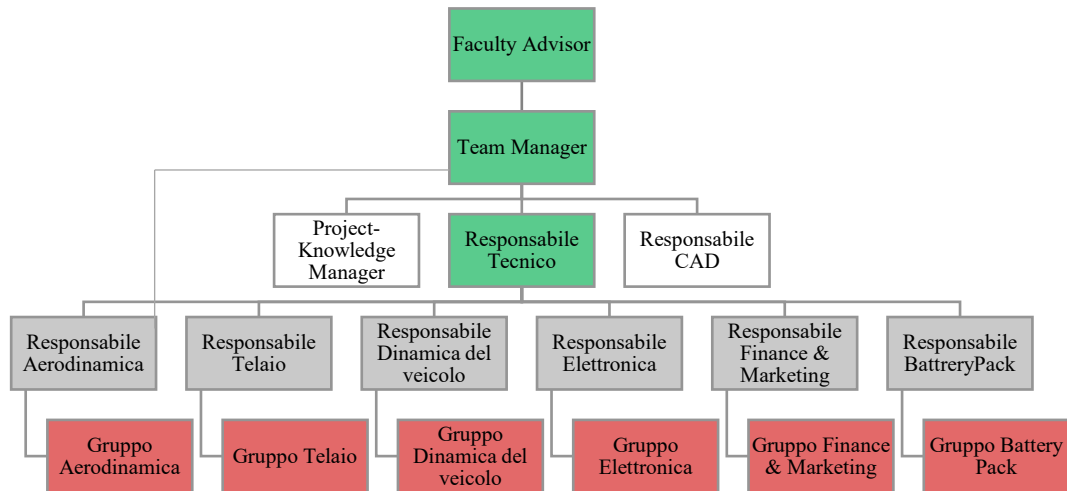 Faculty Advisor
Team Manager
Project-
Knowledge
Manager
Responsabile
Tecnico
Responsabile
CAD
Responsabile
Aerodinamica
Responsabile
Telaio
Responsabile
Dinamica del
veicolo
Responsabile
Elettronica
Responsabile
Finance &
Marketing
Responsabile
BattreryPack
Gruppo
Aerodinamica
Gruppo Telaio
Gruppo
Dinamica del
veicolo
Gruppo
Elettronica
Gruppo Finance
& Marketing
Gruppo Battery
Pack